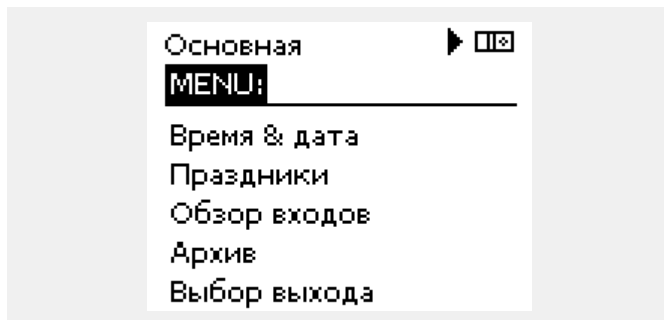 Основная
MENU:
Время & дата
Праздники
Обзор входов
Архив
Выбор выхода